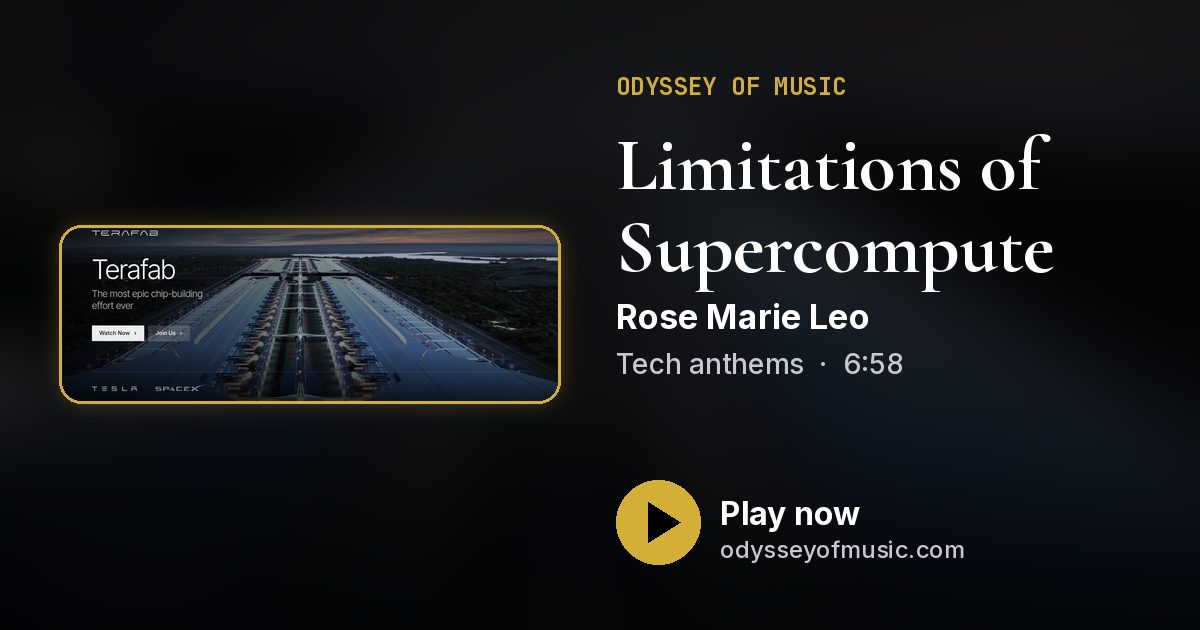 TERAFAB
Terafab
The most epic chip-building
effort ever
Watch Now ›
Join Us ›
TESLA SPACEX
ODYSSEY OF MUSIC
Limitations of
Supercompute
Rose Marie Leo
Tech anthems · 6:58
Play now
odysseyofmusic.com